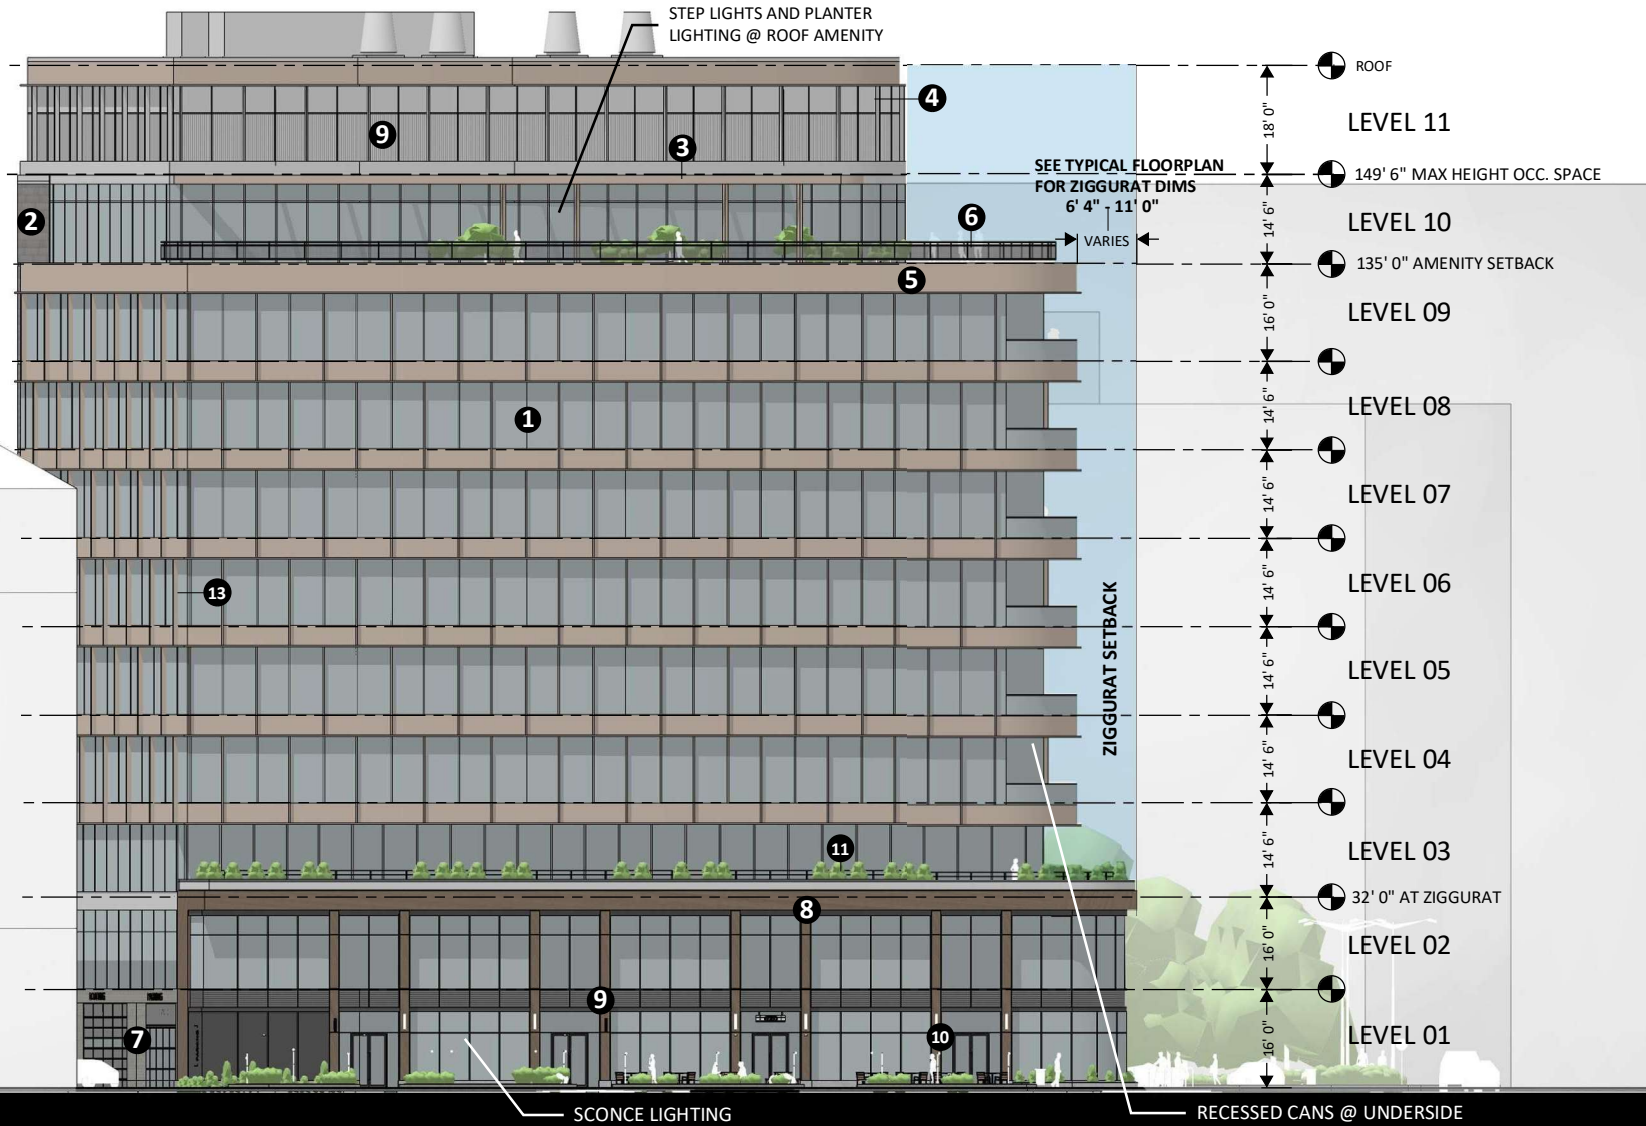 STEP LIGHTS AND PLANTER
LIGHTING @ ROOF AMENITY
ROOF
4
18' 0"
LEVEL 11
9
3
SEE TYPICAL FLOORPLAN
FOR ZIGGURAT DIMS
6' 4" - 11' 0"
149' 6" MAX HEIGHT OCC. SPACE
2
6
VARIES
14' 6"
LEVEL 10
5
135' 0" AMENITY SETBACK
16' 0"
LEVEL 09
1
14' 6"
LEVEL 08
14' 6"
LEVEL 07
13
14' 6"
LEVEL 06
ZIGGURAT SETBACK
14' 6"
LEVEL 05
14' 6"
LEVEL 04
11
14' 6"
LEVEL 03
8
32' 0" AT ZIGGURAT
16' 0"
LEVEL 02
9
7
10
16' 0"
LEVEL 01
SCONCE LIGHTING
RECESSED CANS @ UNDERSIDE